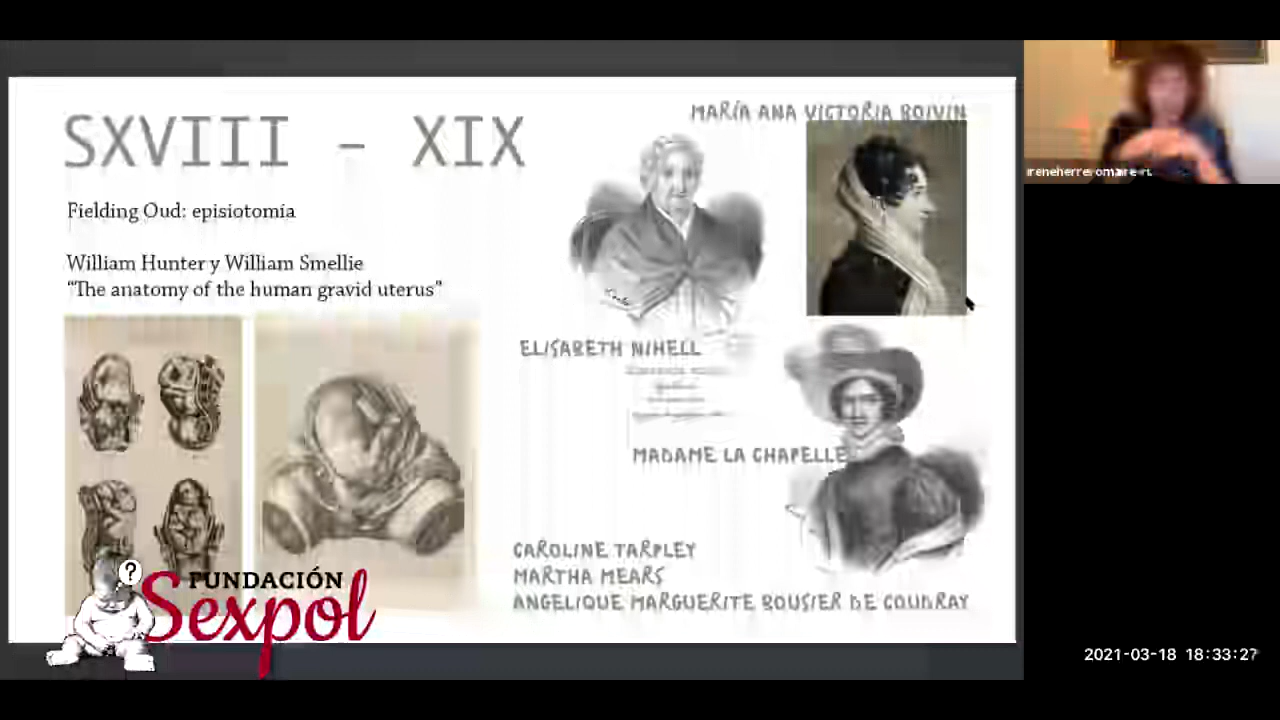 SXVIII - XIX
Fielding Oud: episiotomía
William Hunter y William Smellie
“The anatomy of the human gravid uterus”
MARÍA ANA VICTORIA BOIVIN
ELISABETH NIHELL
MADAME LA CHAPELLE
CAROLINE TARPLEY
MARTHA MEARS
ANGELIQUE MARGUERITE BOUSIER DE COUDRAY
?
FUNDACIÓN
Sexpol
2021-03-18 18:33:27